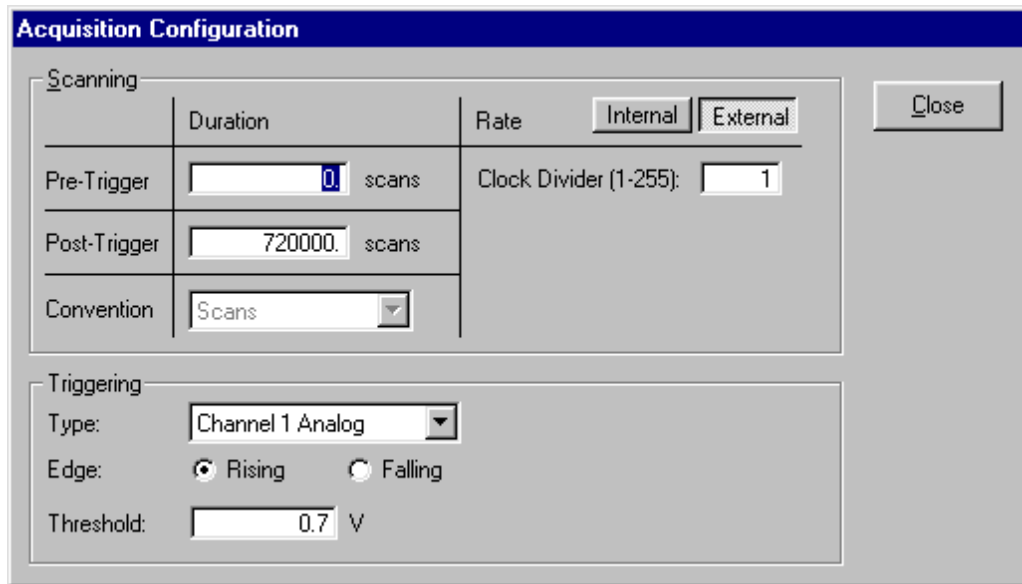 Acquisition Configuration
Scanning
Duration Rate Internal External Close
Pre-Trigger 0. scans Clock Divider (1-255): 1
Post-Trigger 720000. scans
Convention Scans
Triggering
Type: Channel 1 Analog
Edge: Rising Falling
Threshold: 0.7 V